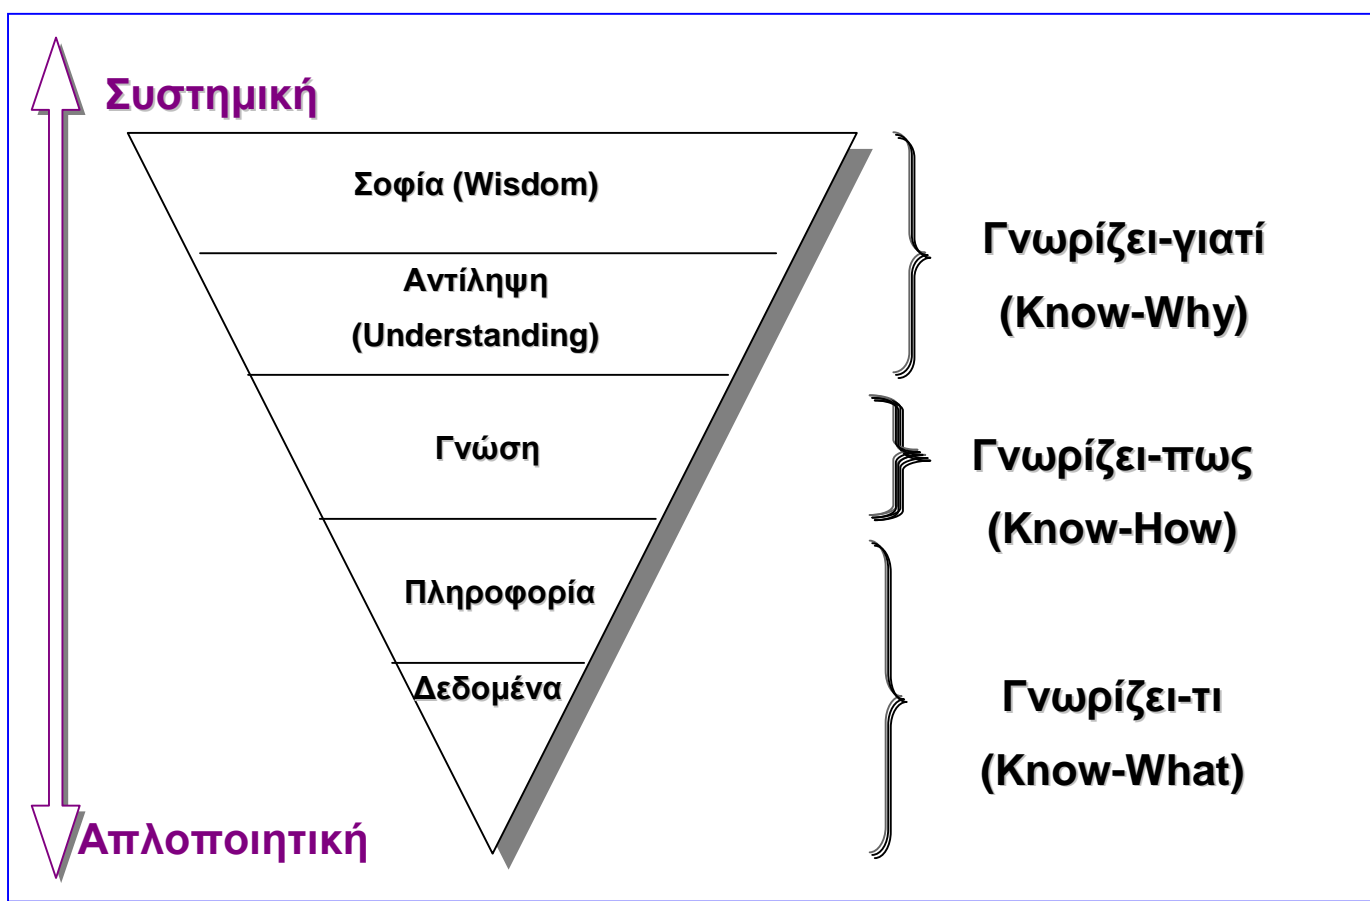 Συστημική
Σοφία (Wisdom)
Αντίληψη
(Understanding)
Γνώση
Πληροφορία
Δεδομένα
Απλοποιητική
Γνωρίζει-γιατί
(Know-Why)
Γνωρίζει-πως
(Know-How)
Γνωρίζει-τι
(Know-What)